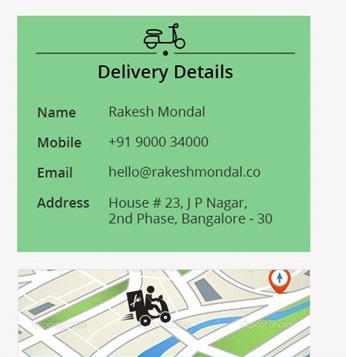 Delivery Details
Name Rakesh Mondal
Mobile +91 9000 34000
Email hello@rakeshmondal.co
Address House # 23, J P Nagar,
2nd Phase, Bangalore - 30
depositphotos